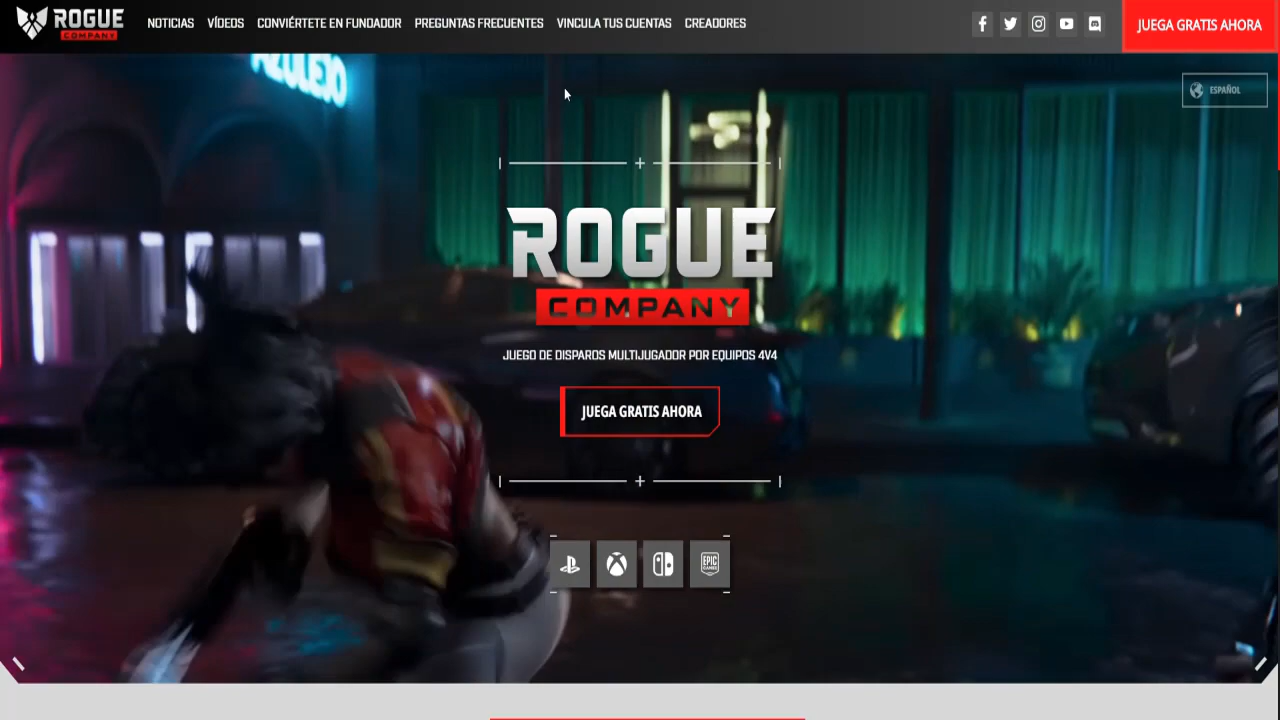 ROGUE
COMPANY
NOTICIAS VÍDEOS CONVIÉRTETE EN FUNDADOR PREGUNTAS FRECUENTES VINCULA TUS CUENTAS CREADORES
JUEGA GRATIS AHORA
AZULEJO
ESPAÑOL
ROGUE
COMPANY
JUEGO DE DISPAROS MULTIJUGADOR POR EQUIPOS 4V4
JUEGA GRATIS AHORA
EPIC
GAMES